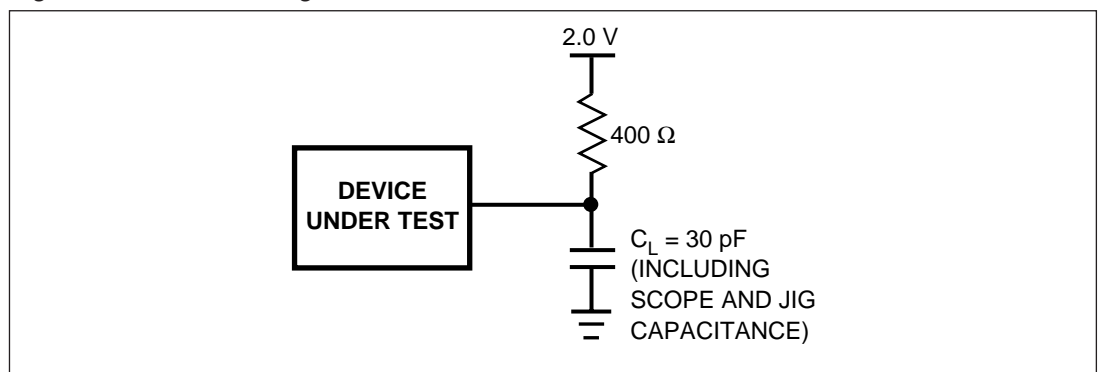 2.0 V
400 Ω
DEVICE
UNDER TEST
C_L = 30 pF
(INCLUDING
SCOPE AND JIG
CAPACITANCE)